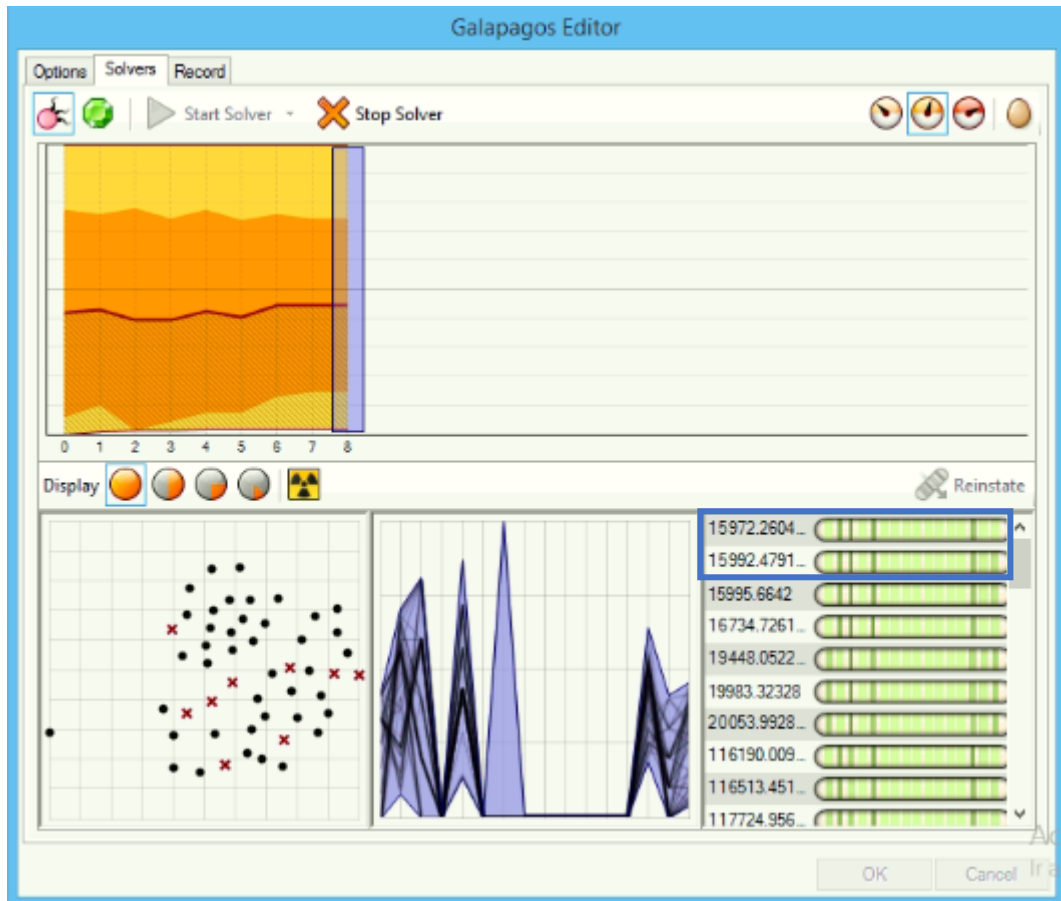 Galapagos Editor
Options Solvers Record
Start Solver Stop Solver
0 1 2 3 4 5 6 7 8
Display Reinstate
15972.2604...
15992.4791...
15995.6642
16734.7261...
19448.0522...
19983.32328
20053.9928...
116190.009...
116513.451...
117724.956...
OK Cancel